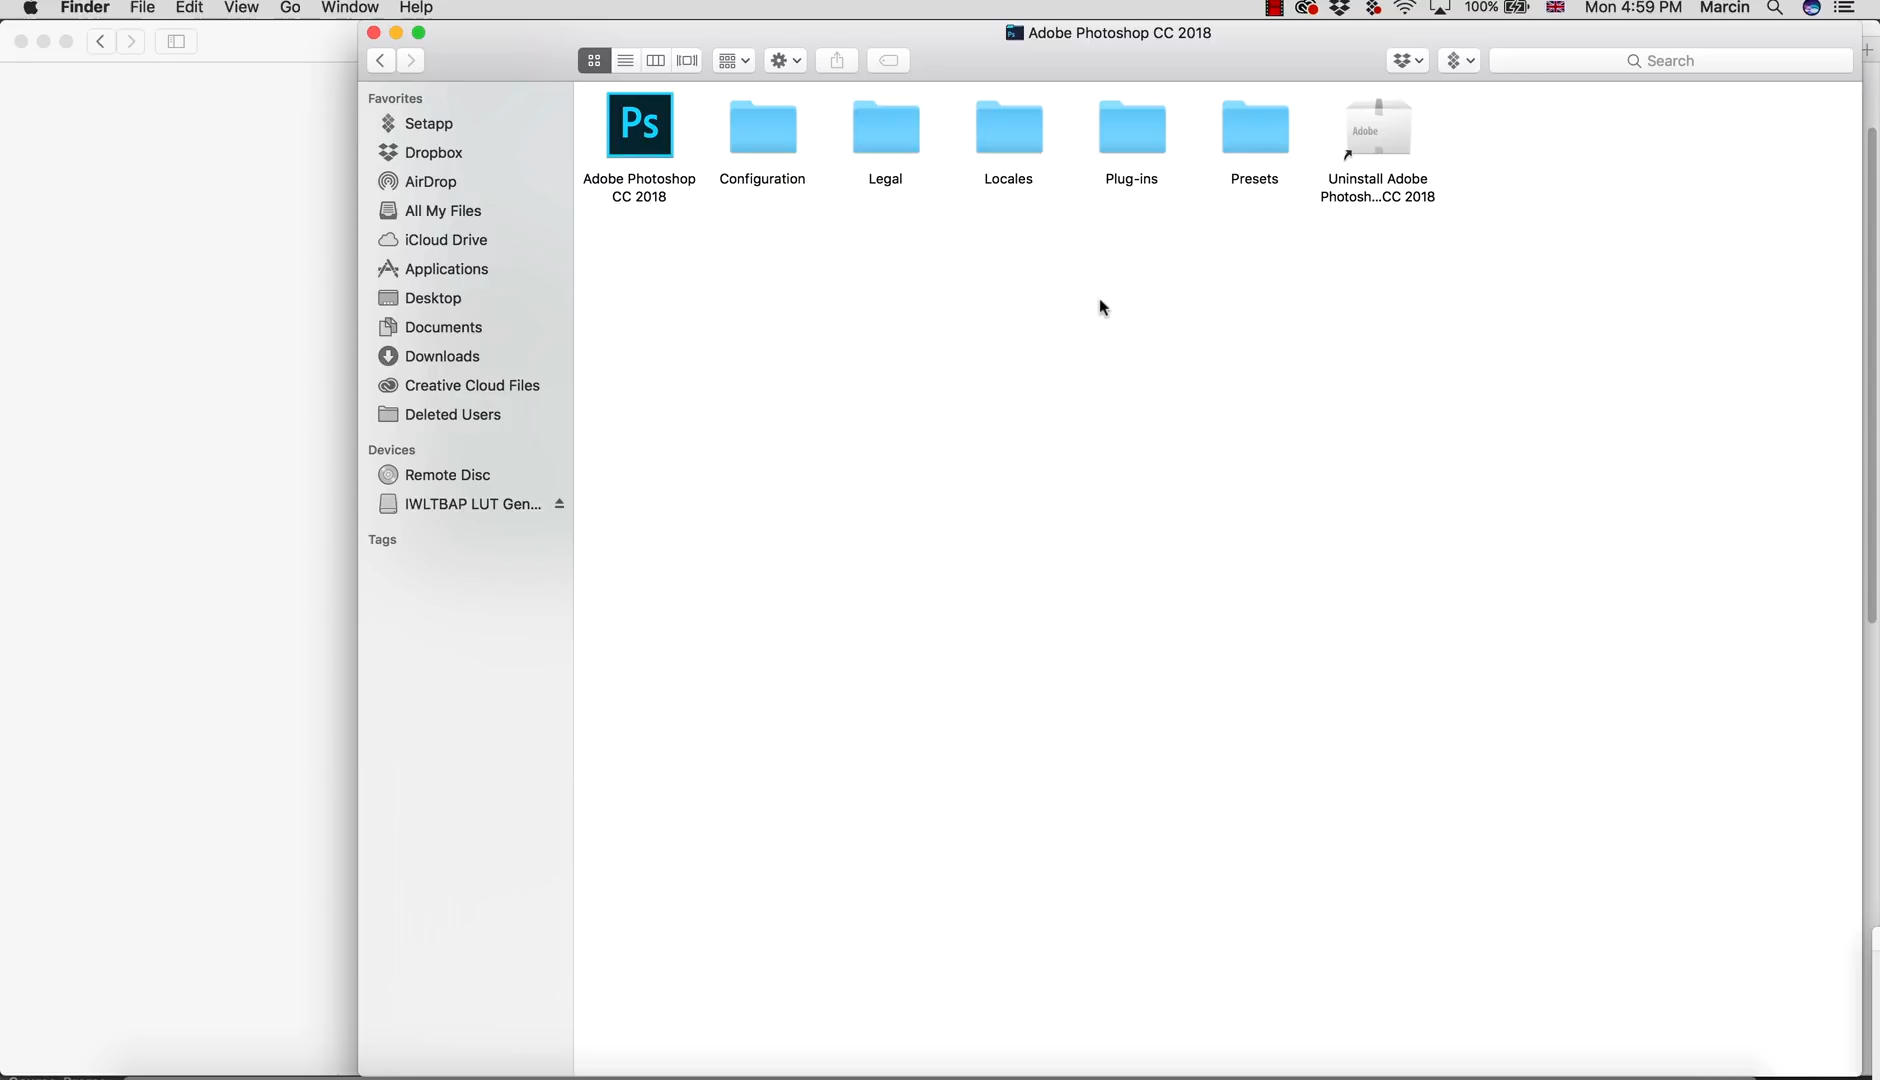 Finder File Edit View Go Window Help 100% Mon 4:59 PM Marcin
Adobe Photoshop CC 2018
Search
Favorites
Setapp
Dropbox
AirDrop
All My Files
iCloud Drive
Applications
Desktop
Documents
Downloads
Creative Cloud Files
Deleted Users
Devices
Remote Disc
IWLTBAP LUT Gen...
Tags
Ps
Adobe Photoshop
CC 2018
Configuration
Legal
Locales
Plug-ins
Presets
Adobe
Uninstall Adobe
Photosh...CC 2018